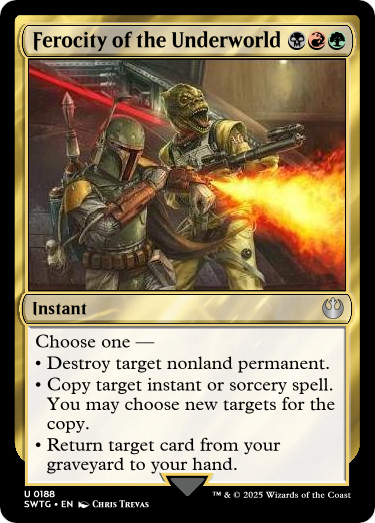 Ferocity of the Underworld
Instant
Choose one —
• Destroy target nonland permanent.
• Copy target instant or sorcery spell.
You may choose new targets for the
copy.
• Return target card from your
graveyard to your hand.
U 0188
SWTG • EN Chris Trevas
™ & © 2025 Wizards of the Coast